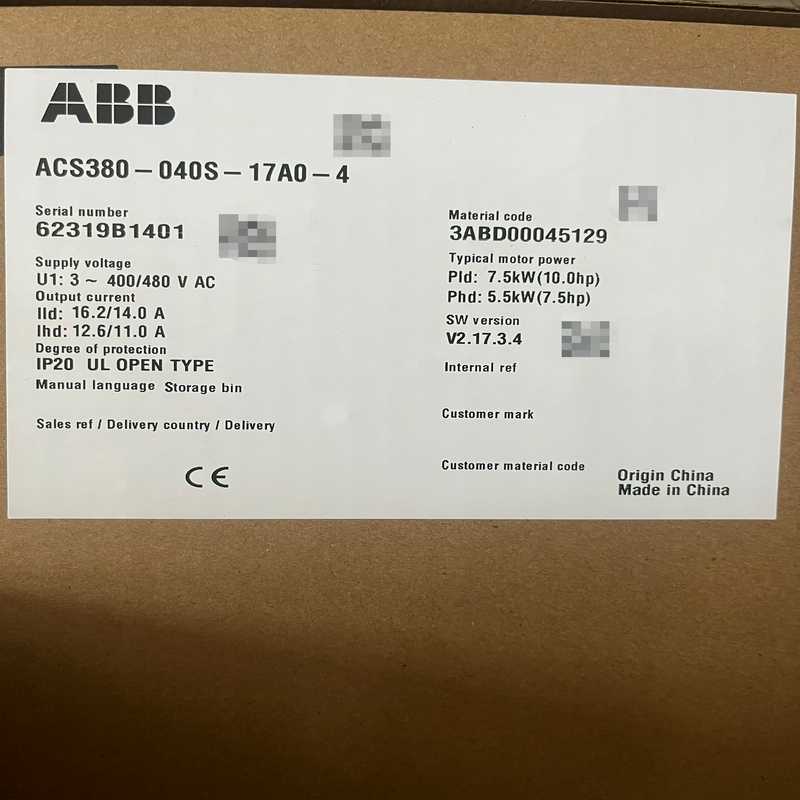 ABB
ACS380-040S-17A0-4
Serial number
62319B1401
Supply voltage
U1: 3 ~ 400/480 V AC
Output current
Ild: 16.2/14.0 A
Ihd: 12.6/11.0 A
Degree of protection
IP20 UL OPEN TYPE
Manual language Storage bin
Sales ref / Delivery country / Delivery
CE
Material code
3ABD00045129
Typical motor power
Pld: 7.5kW(10.0hp)
Phd: 5.5kW(7.5hp)
SW version
V2.17.3.4
Internal ref
Customer mark
Customer material code
Origin China
Made in China